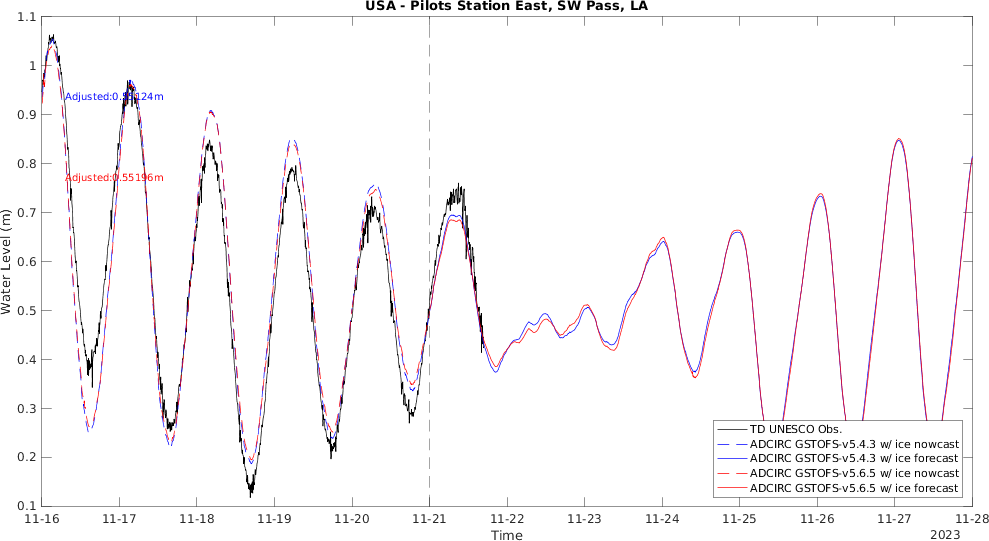 USA - Pilots Station East, SW Pass, LA
1.1
1
0.9
0.8
0.7
0.6
0.5
0.4
0.3
0.2
0.1
Water Level (m)
Adjusted:0.55124m
Adjusted:0.55196m
TD UNESCO Obs.
ADCIRC GSTOFS-v5.4.3 w/ ice nowcast
ADCIRC GSTOFS-v5.4.3 w/ ice forecast
ADCIRC GSTOFS-v5.6.5 w/ ice nowcast
ADCIRC GSTOFS-v5.6.5 w/ ice forecast
11-16 11-17 11-18 11-19 11-20 11-21 11-22 11-23 11-24 11-25 11-26 11-27 11-28
Time
2023